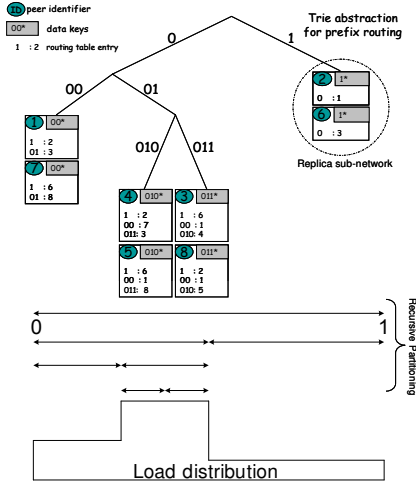 ID peer identifier
00* data keys
1 : 2 routing table entry
Trie abstraction
for prefix routing
0
1
00
01
010
011
2 1*
0 : 1
6 1*
0 : 3
Replica sub-network
1 00*
1 : 2
01 : 3
7 00*
1 : 6
01 : 8
4 010*
1 : 2
00 : 7
011: 3
3 011*
1 : 6
00 : 1
010: 4
5 010*
1 : 6
00 : 1
011: 8
8 011*
1 : 2
00 : 1
010: 5
0
1
Recursive Partitioning
Load distribution